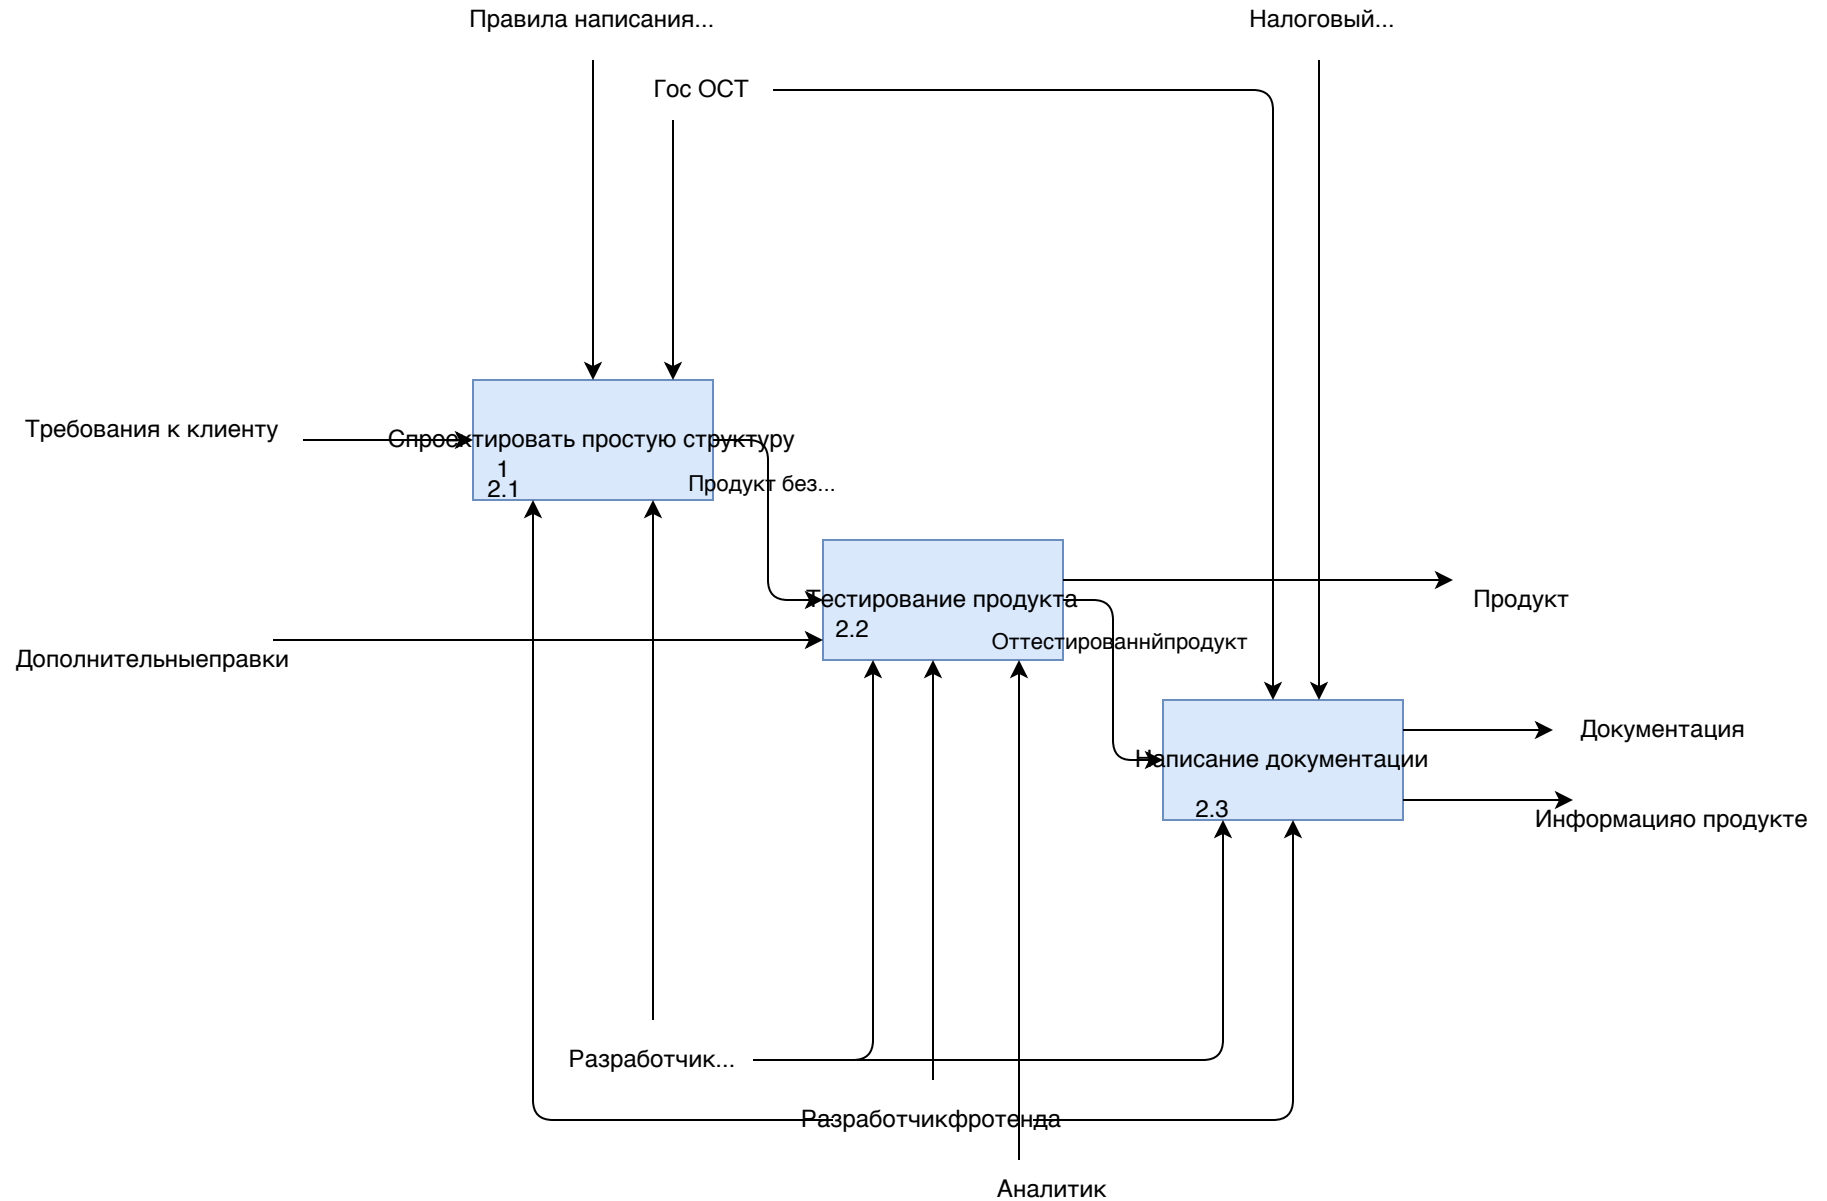 Правила написания...
Налоговый...
Гос ОСТ
Требования к клиенту
Спроектировать простую структуру
1
2.1
Продукт без...
Тестирование продукта
2.2
Продукт
Оттестированнйпродукт
Дополнительныеправки
Документация
Написание документации
2.3
Информацияо продукте
Разработчик...
Разработчикфротенда
Аналитик